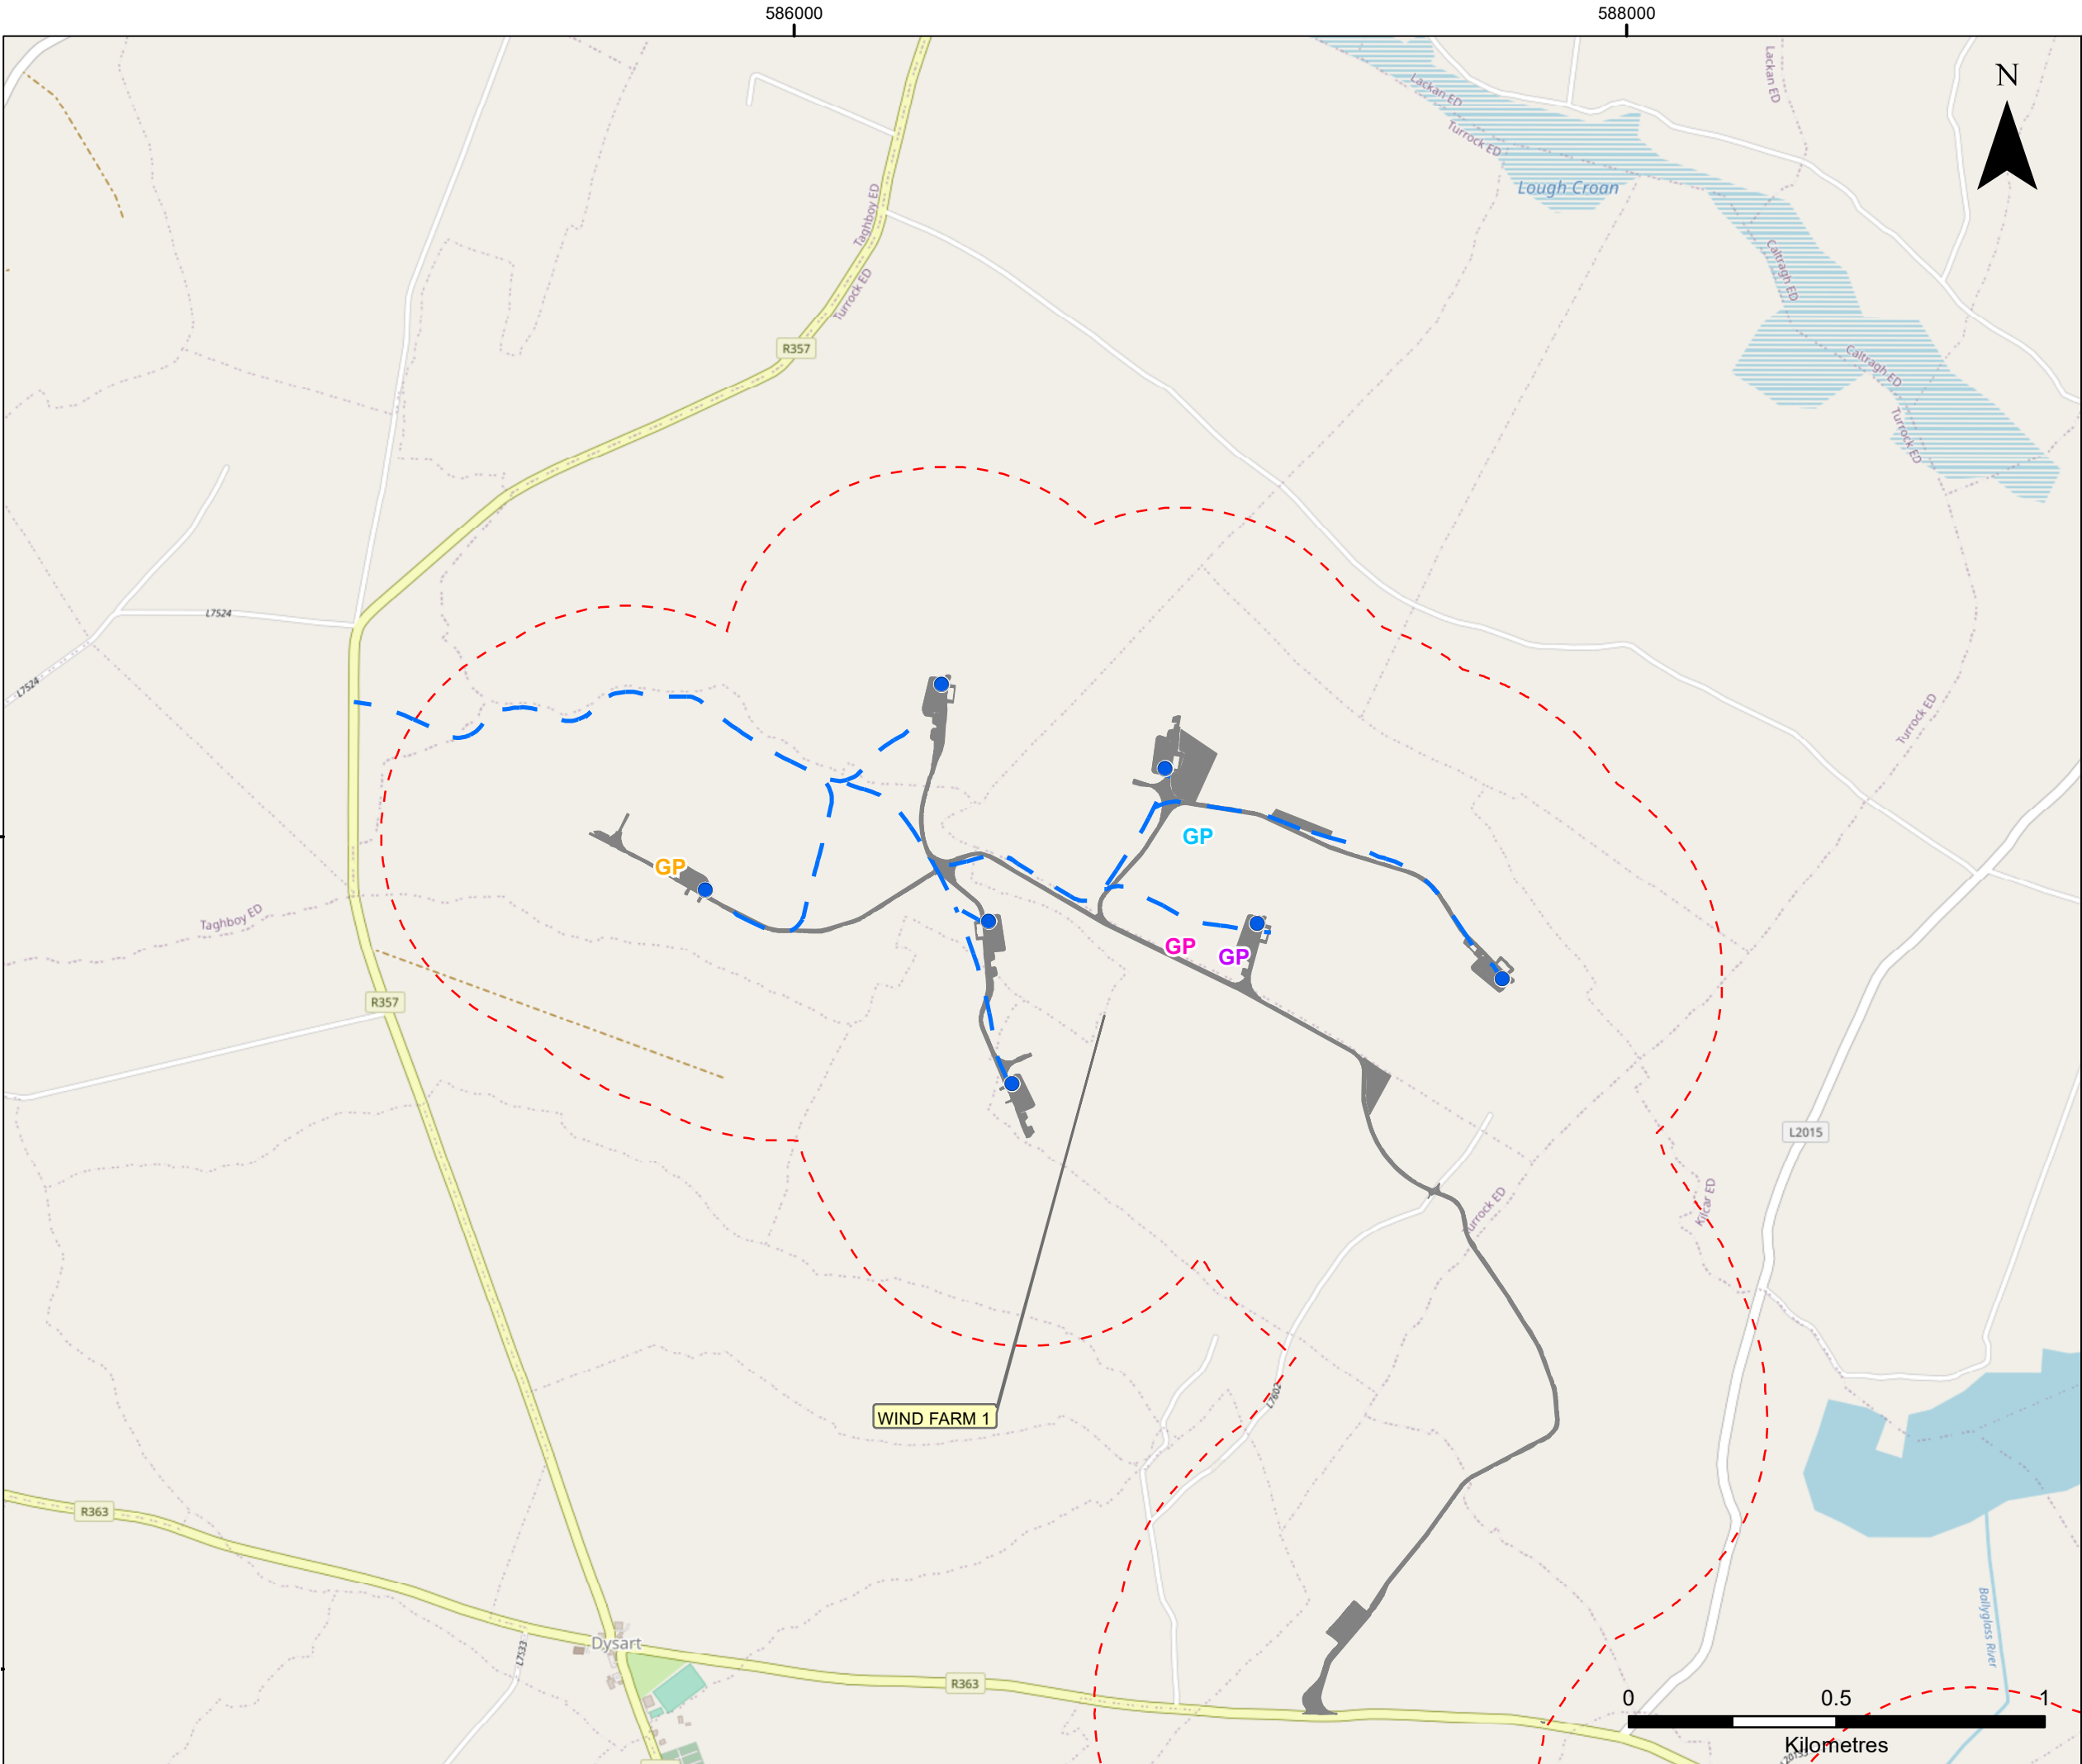 586000
588000
N
Lackan ED
Lackan ED
Turrock ED
Lough Croan
Taghboy ED
Turrock ED
Caltragh ED
R357
Caltragh ED
Turrock ED
L7524
L7524
Turrock ED
GP
GP
Taghboy ED
GP
GP
R357
L2015
Kilcar ED
Turrock ED
L7602
WIND FARM 1
R363
Ballyglass River
Dysart
L7533
R363
0 0.5 1
Kilometres